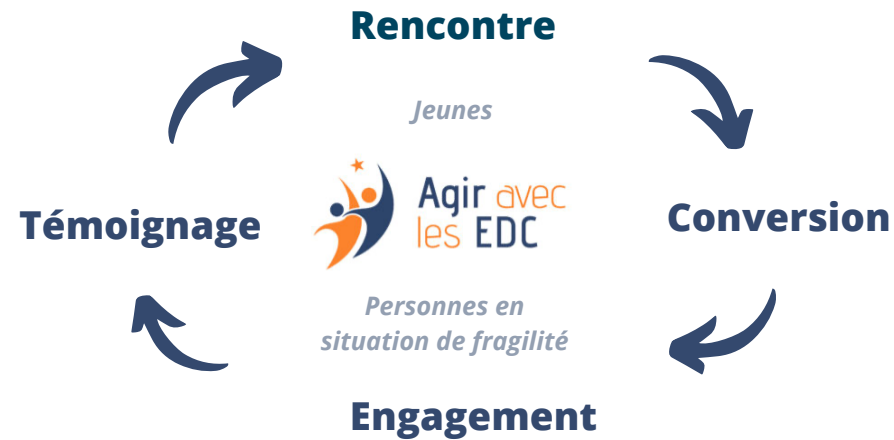 Rencontre
Jeunes
Témoignage
Agir avec
les EDC
Conversion
Personnes en
situation de fragilité
Engagement